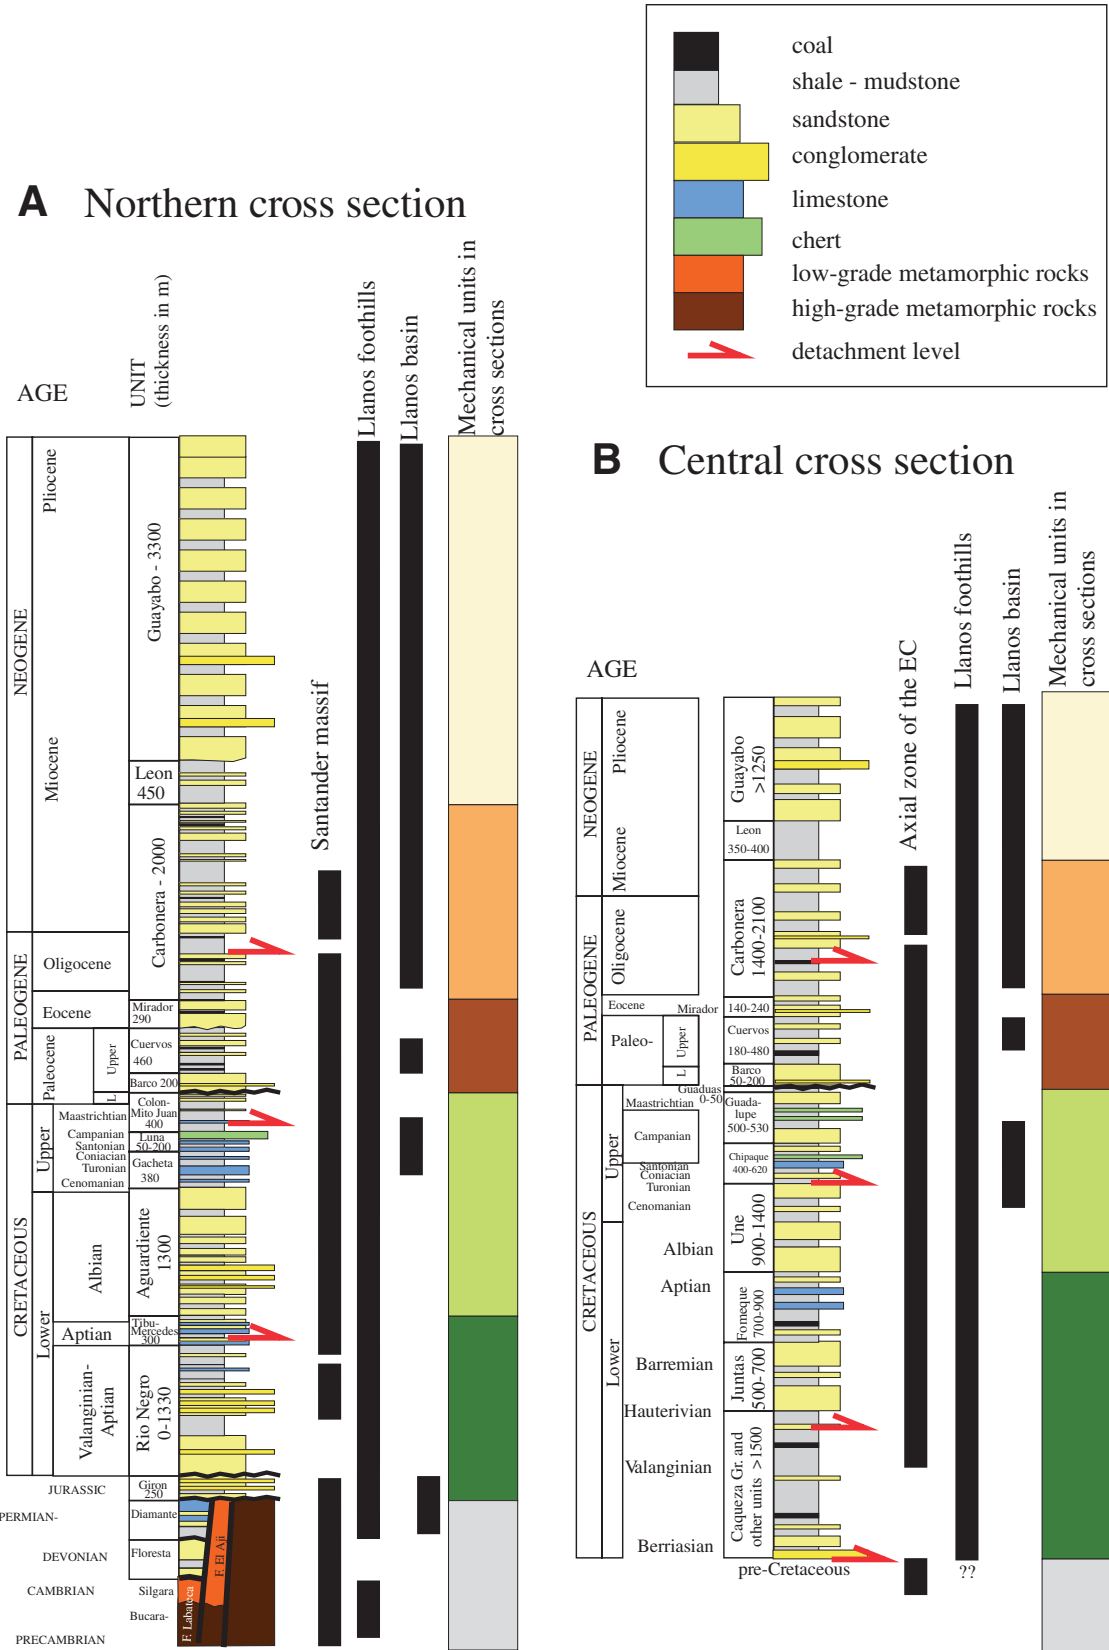 coal
shale - mudstone
sandstone
conglomerate
limestone
chert
low-grade metamorphic rocks
high-grade metamorphic rocks
detachment level
A Northern cross section
AGE
UNIT
(thickness in m)
Santander massif
Llanos foothills
Llanos basin
Mechanical units in
cross sections
NEOGENE
Pliocene
Miocene
Guayabo - 3300
Leon
450
Carbonera - 2000
PALEOGENE
Oligocene
Eocene
Mirador
290
Paleocene
Upper
Cuervos
460
Barco 200
L
CRETACEOUS
Upper
Maastrichtian
Colon-
Mito Juan
400
Campanian
Santonian
Luna
50-200
Coniacian
Turonian
Cenomanian
Gacheta
380
Lower
Albian
Aguardiente
1300
Aptian
Tibu-
Mercedes
300
Valanginian-
Aptian
Rio Negro
0-1330
JURASSIC
Giron
250
PERMIAN-
Diamante
DEVONIAN
Floresta
CAMBRIAN
Silgara
Bucara-
PRECAMBRIAN
F. Labateca
F. El Aji
B Central cross section
AGE
Axial zone of the EC
Llanos foothills
Llanos basin
Mechanical units in
cross sections
NEOGENE
Pliocene
Miocene
Guayabo
>1250
Leon
350-400
Carbonera
1400-2100
PALEOGENE
Oligocene
Eocene
Mirador
140-240
Paleo-
Upper
Cuervos
180-480
L
Barco
50-200
Guaduas
0-50
CRETACEOUS
Upper
Maastrichtian
Guada-
lupe
500-530
Campanian
Santonian
Coniacian
Turonian
Cenomanian
Chipaque
400-620
Une
900-1400
Lower
Albian
Aptian
Fomeque
700-900
Barremian
Juntas
500-700
Hauterivian
Valanginian
Caqueza Gr. and
other units >1500
Berriasian
pre-Cretaceous
??